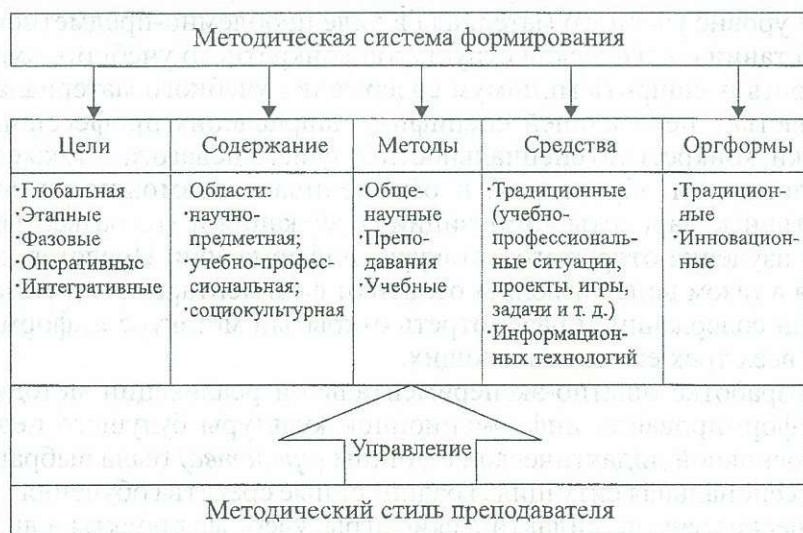 Методическая система формирования
Цели
·Глобальные
·Этапные
·Фазовые
·Оперативные
·Интегративные
Содержание
Области:
·научно-
предметная;
·учебно-профес-
сиональная;
·социокультурная
Методы
·Обще-
научные
·Препо-
давания
·Учебные
Средства
·Традиционные
(учебно-
профессиональ-
ные ситуации,
проекты, игры,
задачи и т. д.)
·Информацион-
ных технологий
Оргформы
·Традицион-
ные
·Инновацион-
ные
Управление
Методический стиль преподавателя